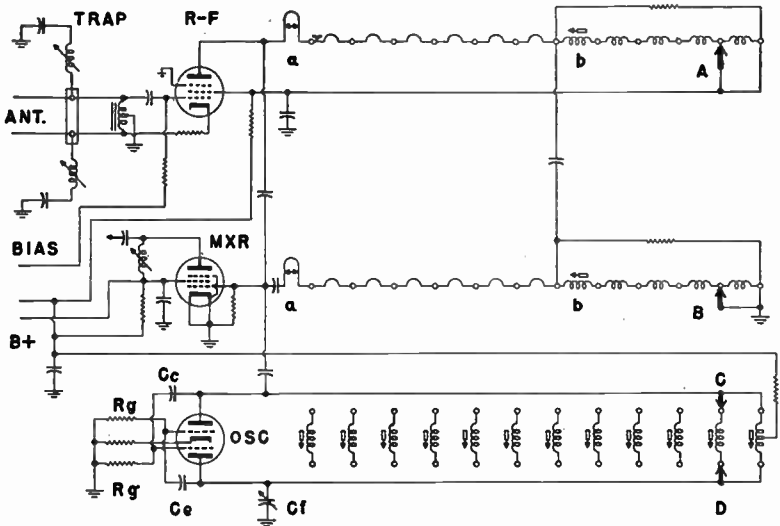 TRAP R-F
a b A
ANT.
+
BIAS MXR
a b B
B+
Cc C
Rg OSC
Rg Ce Cf D